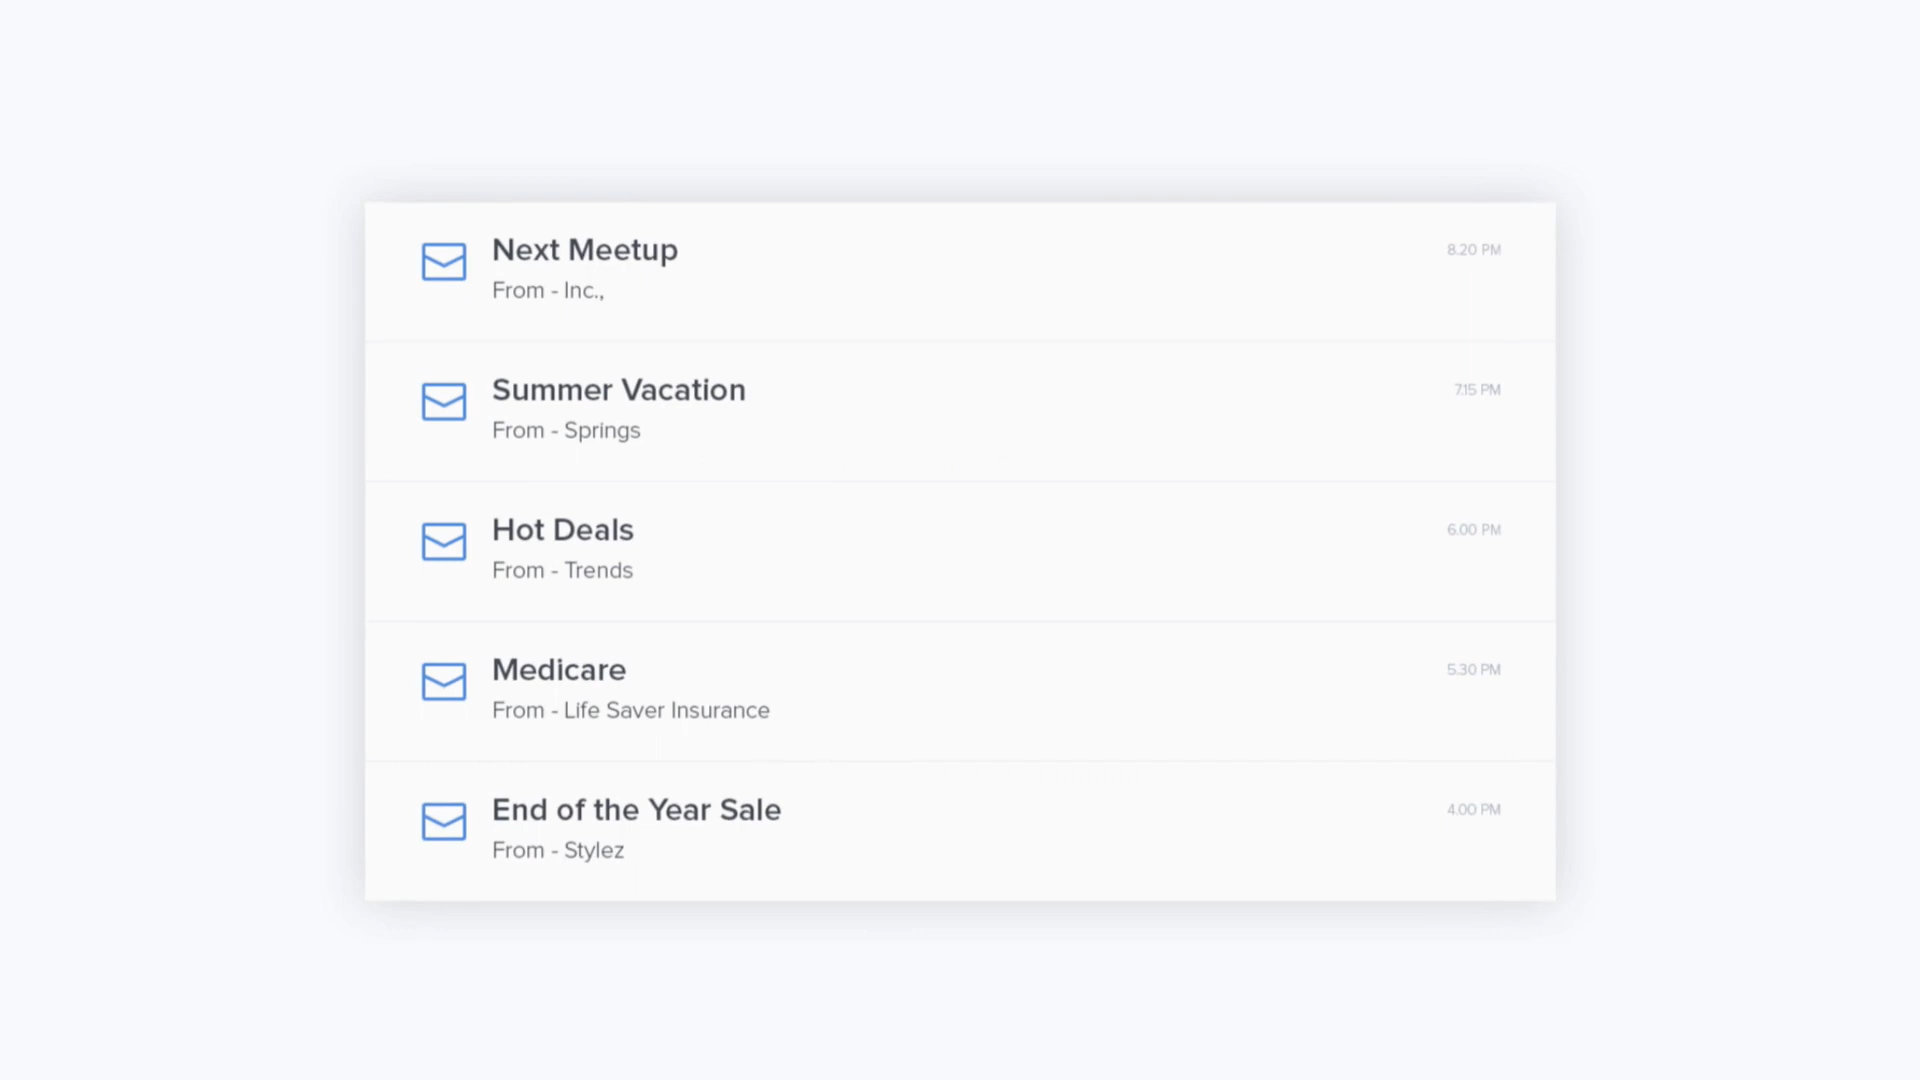 Next Meetup
8.20 PM
From - Inc.,
Summer Vacation
7.15 PM
From - Springs
Hot Deals
6.00 PM
From - Trends
Medicare
5.30 PM
From - Life Saver Insurance
End of the Year Sale
4.00 PM
From - Stylez